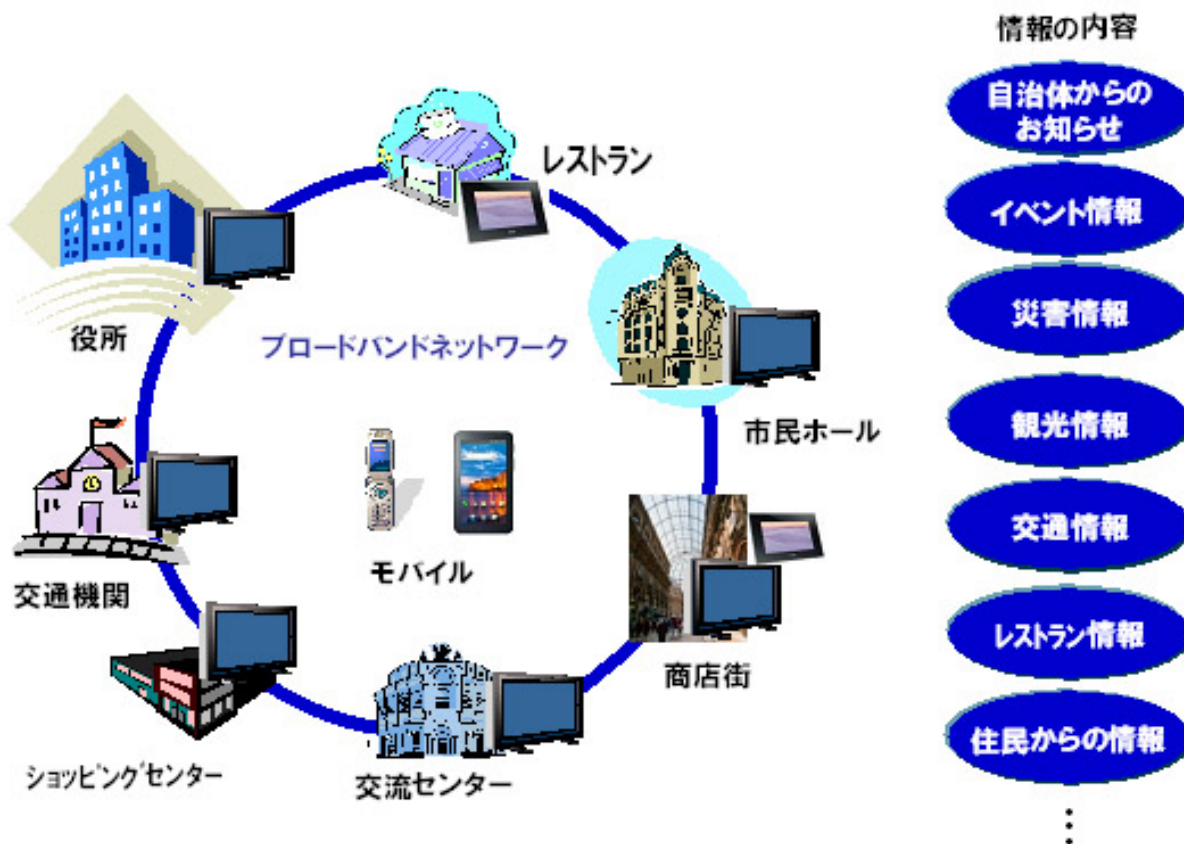 情報の内容
自治体からの
お知らせ
イベント情報
災害情報
観光情報
交通情報
レストラン情報
住民からの情報
レストラン
役所
ブロードバンドネットワーク
市民ホール
モバイル
交通機関
商店街
ショッピングセンター
交流センター